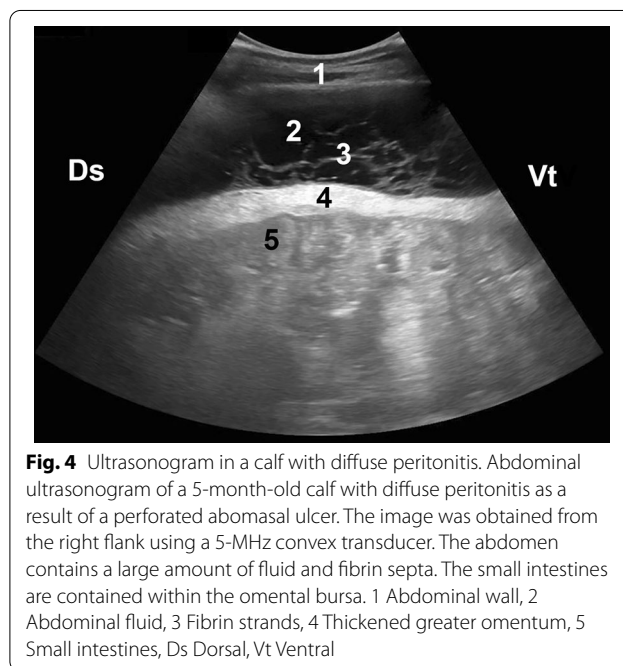 1
2
3
Ds
Vt
4
5
Fig. 4 Ultrasonogram in a calf with diffuse peritonitis. Abdominal
ultrasonogram of a 5-month-old calf with diffuse peritonitis as a
result of a perforated abomasal ulcer. The image was obtained from
the right flank using a 5-MHz convex transducer. The abdomen
contains a large amount of fluid and fibrin septa. The small intestines
are contained within the omental bursa. 1 Abdominal wall, 2
Abdominal fluid, 3 Fibrin strands, 4 Thickened greater omentum, 5
Small intestines, Ds Dorsal, Vt Ventral